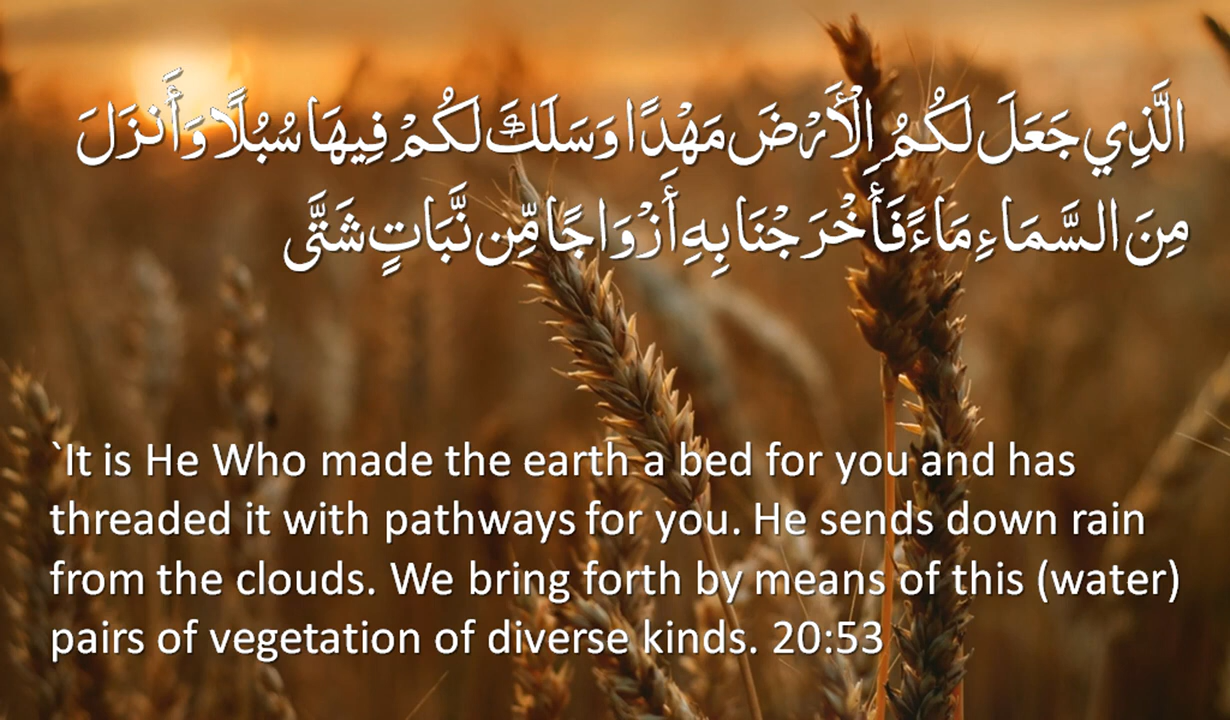 الَّذِي جَعَلَ لَكُمُ الْأَرْضَ مَهْدًا وَسَلَكَ لَكُمْ فِيهَا سُبُلًا وَأَنزَلَ
مِنَ السَّمَاءِ مَاءً فَأَخْرَجْنَا بِهِ أَزْوَاجًا مِّن نَّبَاتٍ شَتَّى
`It is He Who made the earth a bed for you and has
threaded it with pathways for you. He sends down rain
from the clouds. We bring forth by means of this (water)
pairs of vegetation of diverse kinds. 20:53